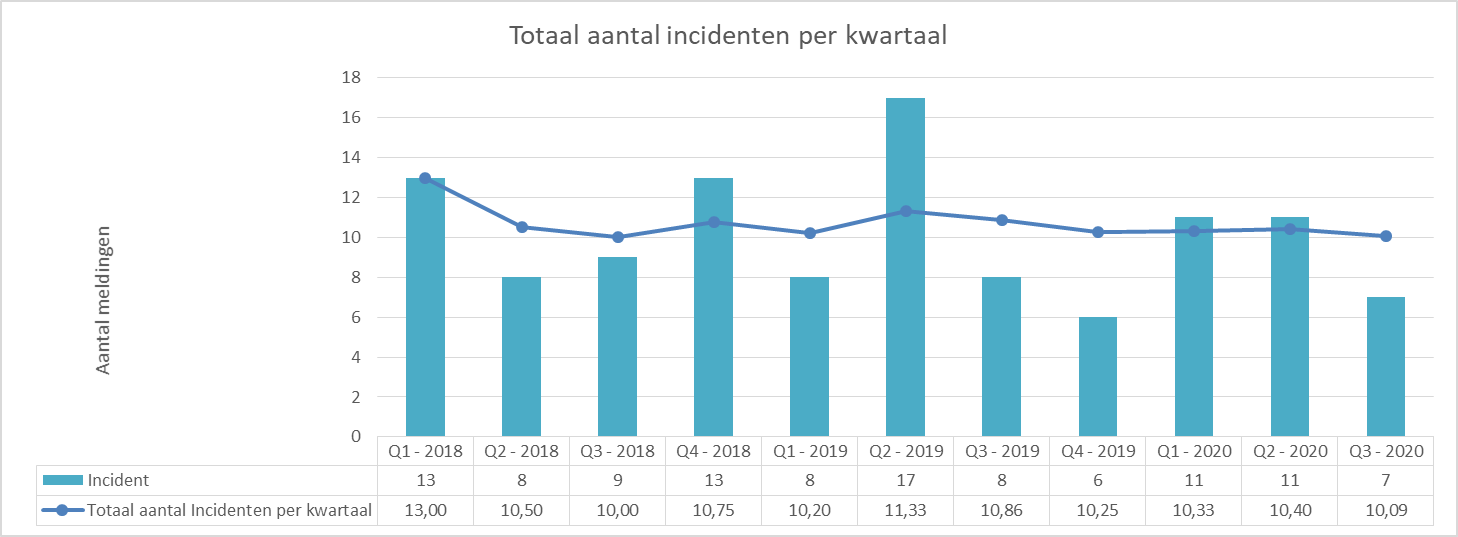 Totaal aantal incidenten per kwartaal
18
16
14
12
10
8
6
4
2
0
Aantal meldingen
Q1 - 2018 Q2 - 2018 Q3 - 2018 Q4 - 2018 Q1 - 2019 Q2 - 2019 Q3 - 2019 Q4 - 2019 Q1 - 2020 Q2 - 2020 Q3 - 2020
Incident 13 8 9 13 8 17 8 6 11 11 7
Totaal aantal Incidenten per kwartaal 13,00 10,50 10,00 10,75 10,20 11,33 10,86 10,25 10,33 10,40 10,09